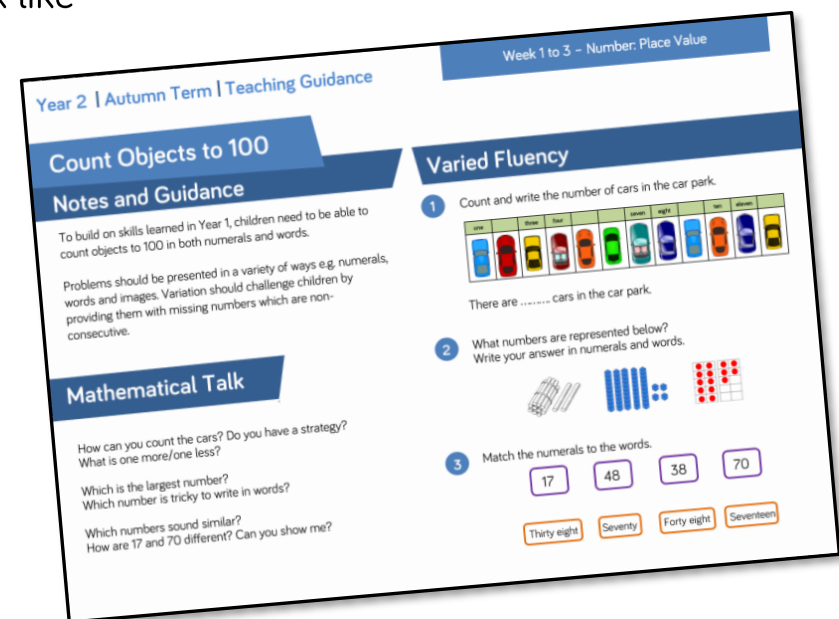 Year 2 | Autumn Term | Teaching Guidance
Week 1 to 3 – Number: Place Value
Count Objects to 100
Notes and Guidance
To build on skills learned in Year 1, children need to be able to
count objects to 100 in both numerals and words.
Problems should be presented in a variety of ways e.g. numerals,
words and images. Variation should challenge children by
providing them with missing numbers which are non-
consecutive.
Mathematical Talk
How can you count the cars? Do you have a strategy?
What is one more/one less?
Which is the largest number?
Which number is tricky to write in words?
Which numbers sound similar?
How are 17 and 70 different? Can you show me?
Varied Fluency
1 Count and write the number of cars in the car park.
one three four seven eight ten eleven
There are .......... cars in the car park.
2 What numbers are represented below?
Write your answer in numerals and words.
3 Match the numerals to the words.
17 48 38 70
Thirty eight Seventy Forty eight Seventeen